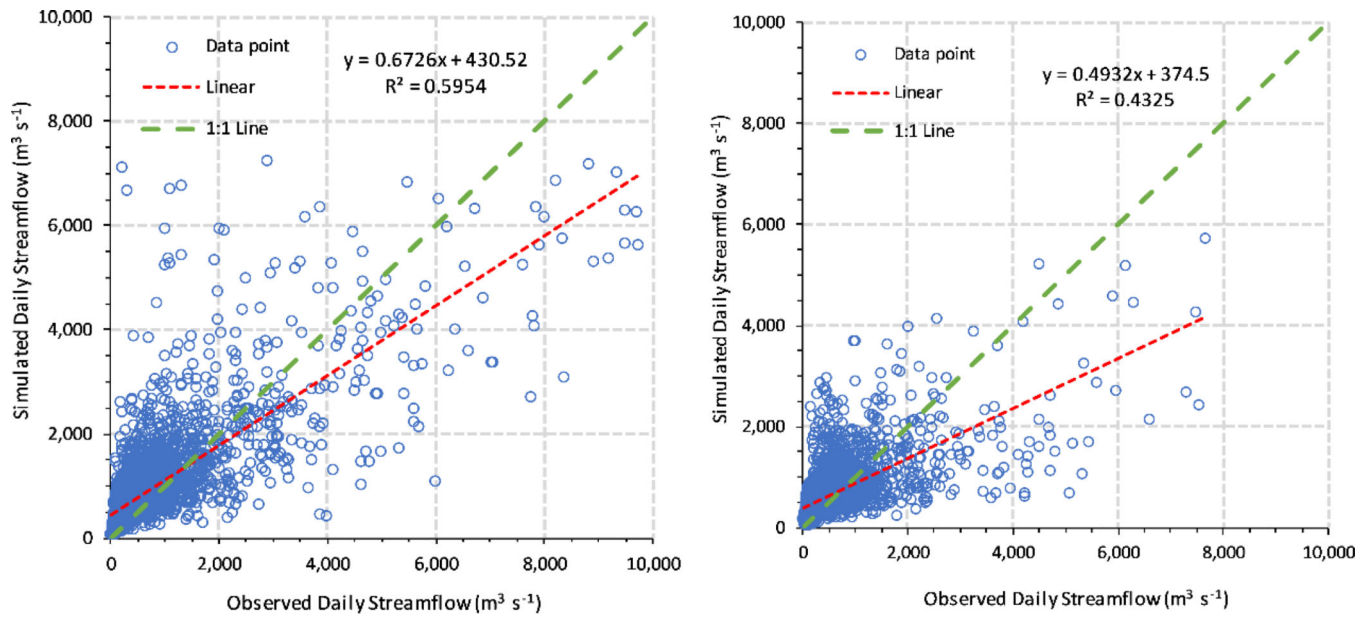 10,000
8,000
6,000
4,000
2,000
0
Simulated Daily Streamflow (m³ s⁻¹)
Data point
Linear
1:1 Line
y = 0.6726x + 430.52
R² = 0.5954
0
2,000
4,000
6,000
8,000
10,000
Observed Daily Streamflow (m³ s⁻¹)
10,000
8,000
6,000
4,000
2,000
0
Simulated Daily Streamflow (m³ s⁻¹)
Data point
Linear
1:1 Line
y = 0.4932x + 374.5
R² = 0.4325
0
2,000
4,000
6,000
8,000
10,000
Observed Daily Streamflow (m³ s⁻¹)